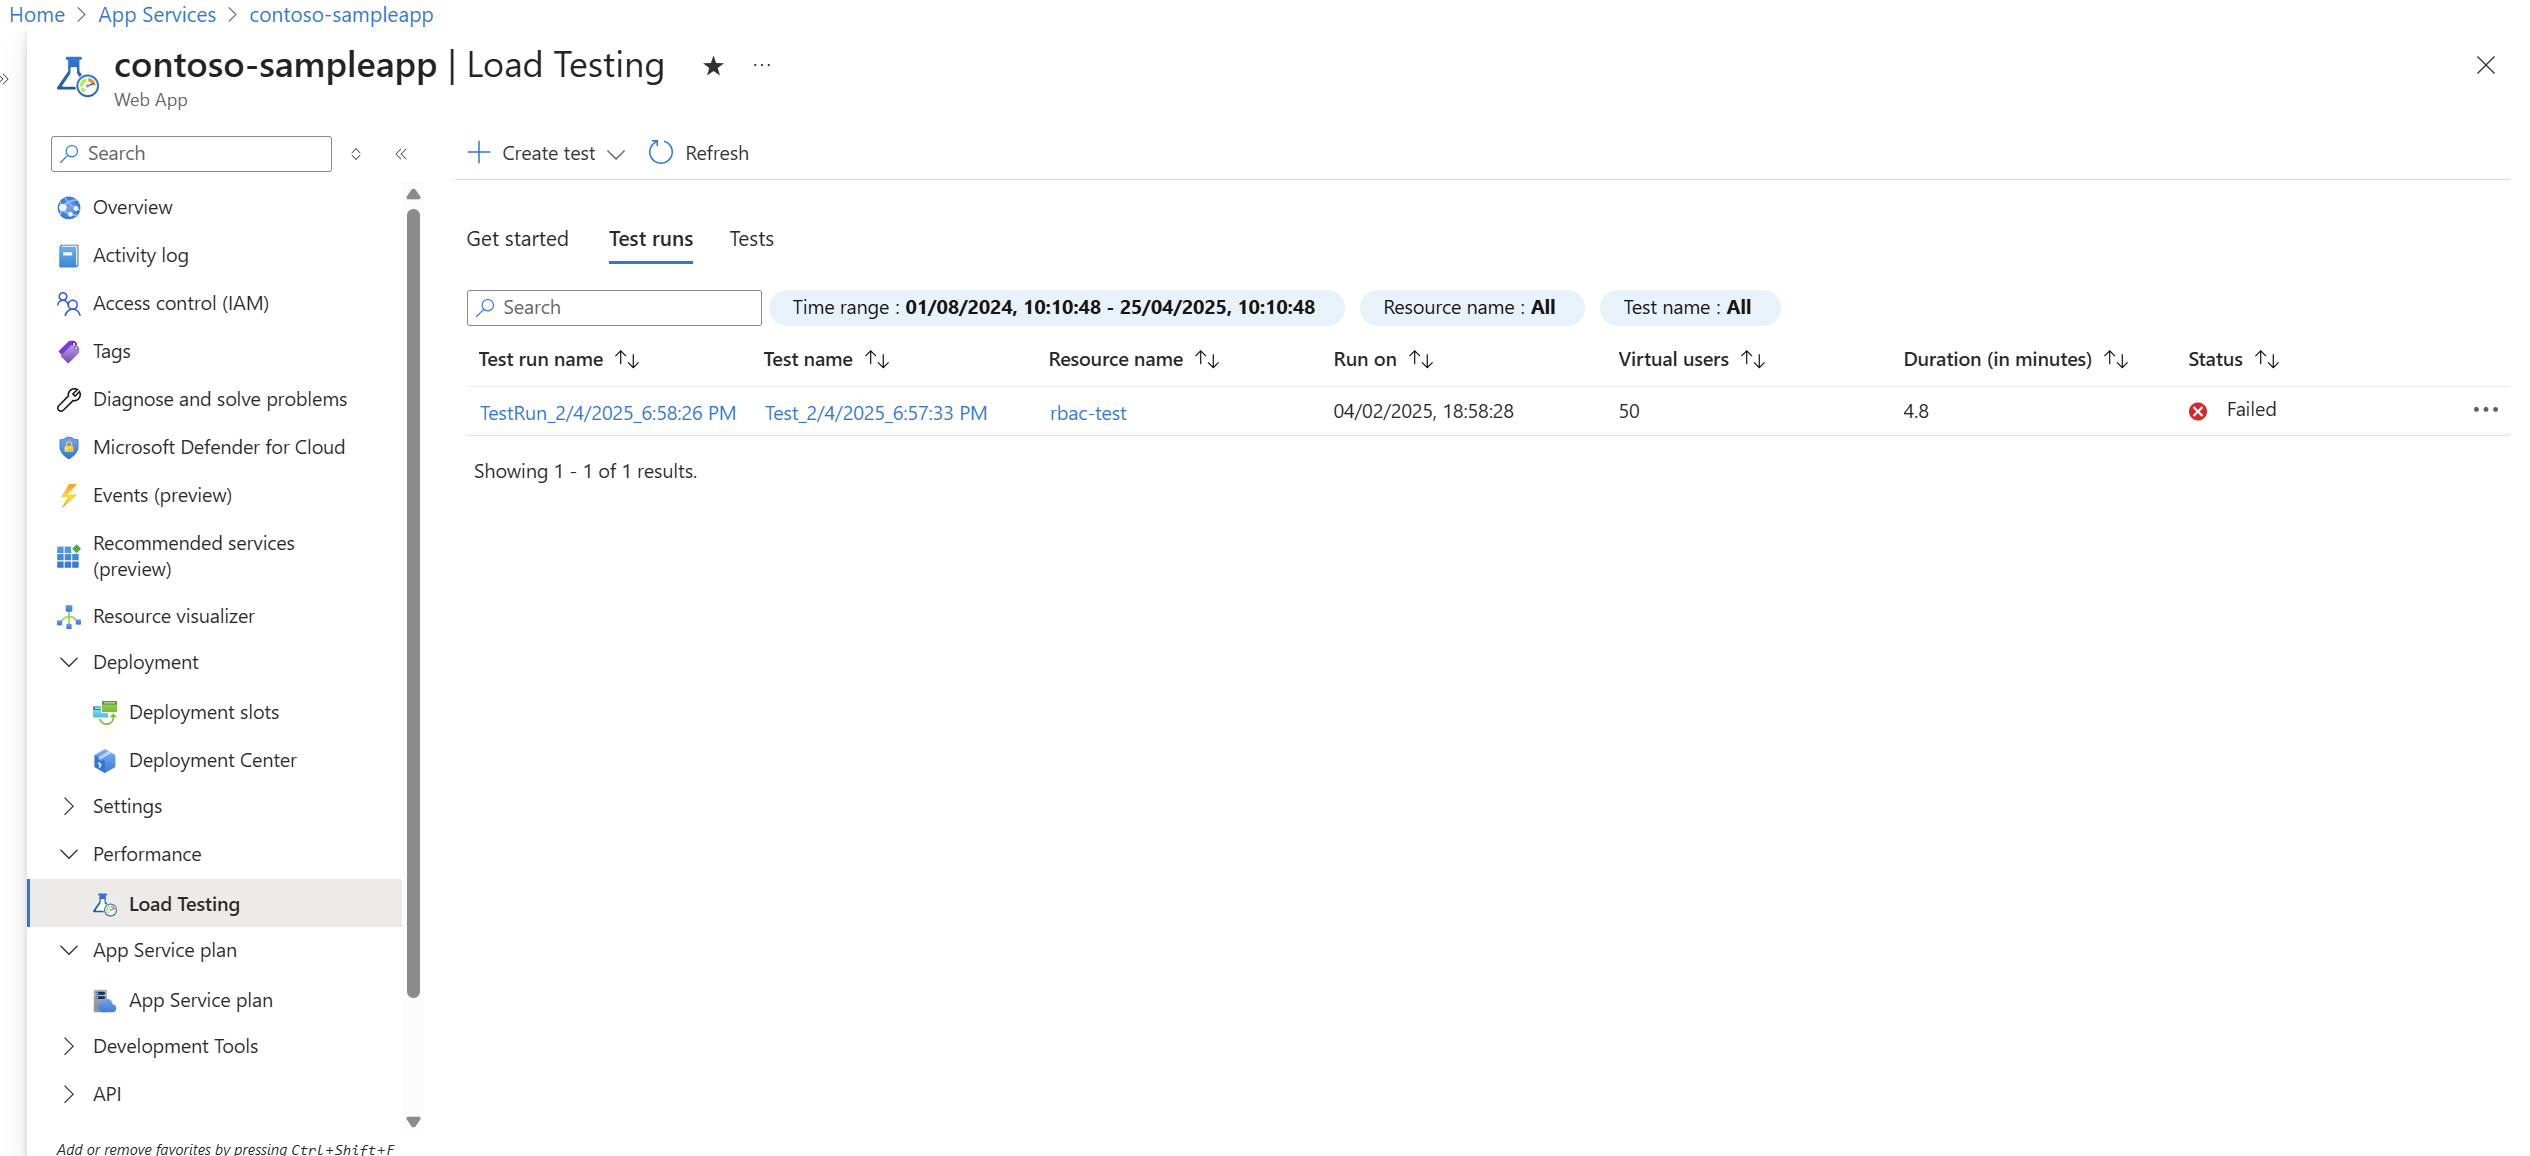 Home > App Services > contoso-sampleapp
contoso-sampleapp | Load Testing ★ ...
Web App
Search
Overview
Activity log
Access control (IAM)
Tags
Diagnose and solve problems
Microsoft Defender for Cloud
Events (preview)
Recommended services
(preview)
Resource visualizer
Deployment
Deployment slots
Deployment Center
Settings
Performance
Load Testing
App Service plan
App Service plan
Development Tools
API
Add or remove favorites by pressing Ctrl+Shift+F
Create test Refresh
Get started Test runs Tests
Search Time range : 01/08/2024, 10:10:48 - 25/04/2025, 10:10:48 Resource name : All Test name : All
Test run name Test name Resource name Run on Virtual users Duration (in minutes) Status
TestRun_2/4/2025_6:58:26 PM Test_2/4/2025_6:57:33 PM rbac-test 04/02/2025, 18:58:28 50 4.8 Failed
Showing 1 - 1 of 1 results.